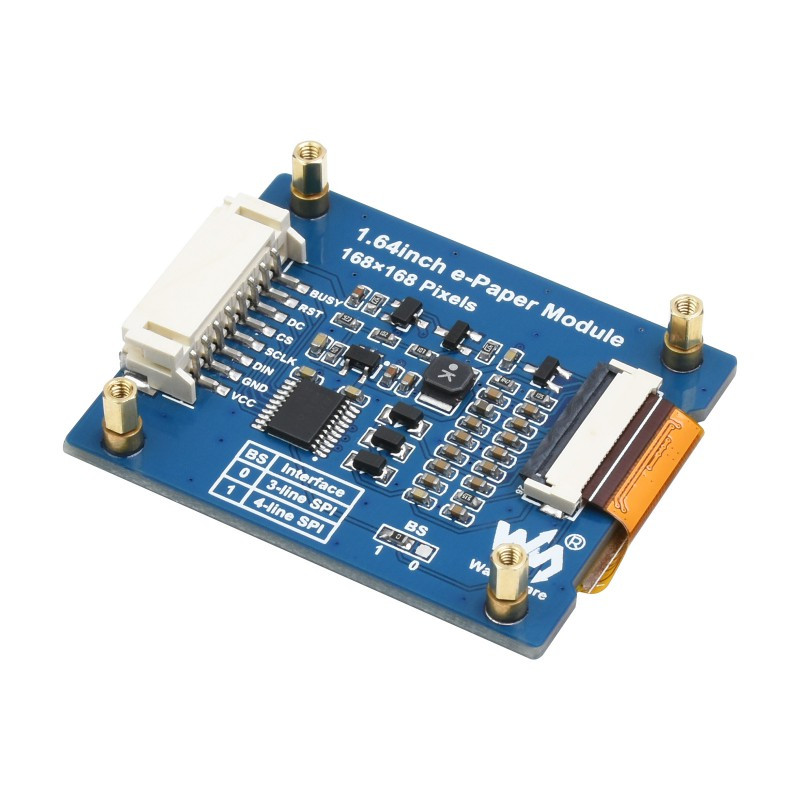 1.64inch e-Paper Module
168×168 Pixels
BUSY
RST
DC
CS
SCLK
DIN
GND
VCC
BS Interface
0 3-line SPI
1 4-line SPI
BS
0
1 0
®